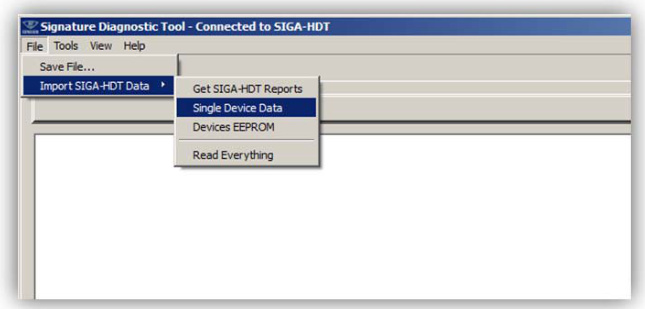 Signature Diagnostic Tool - Connected to SIGA-HDT
File Tools View Help
Save File...
Import SIGA-HDT Data
Get SIGA-HDT Reports
Single Device Data
Devices EEPROM
Read Everything